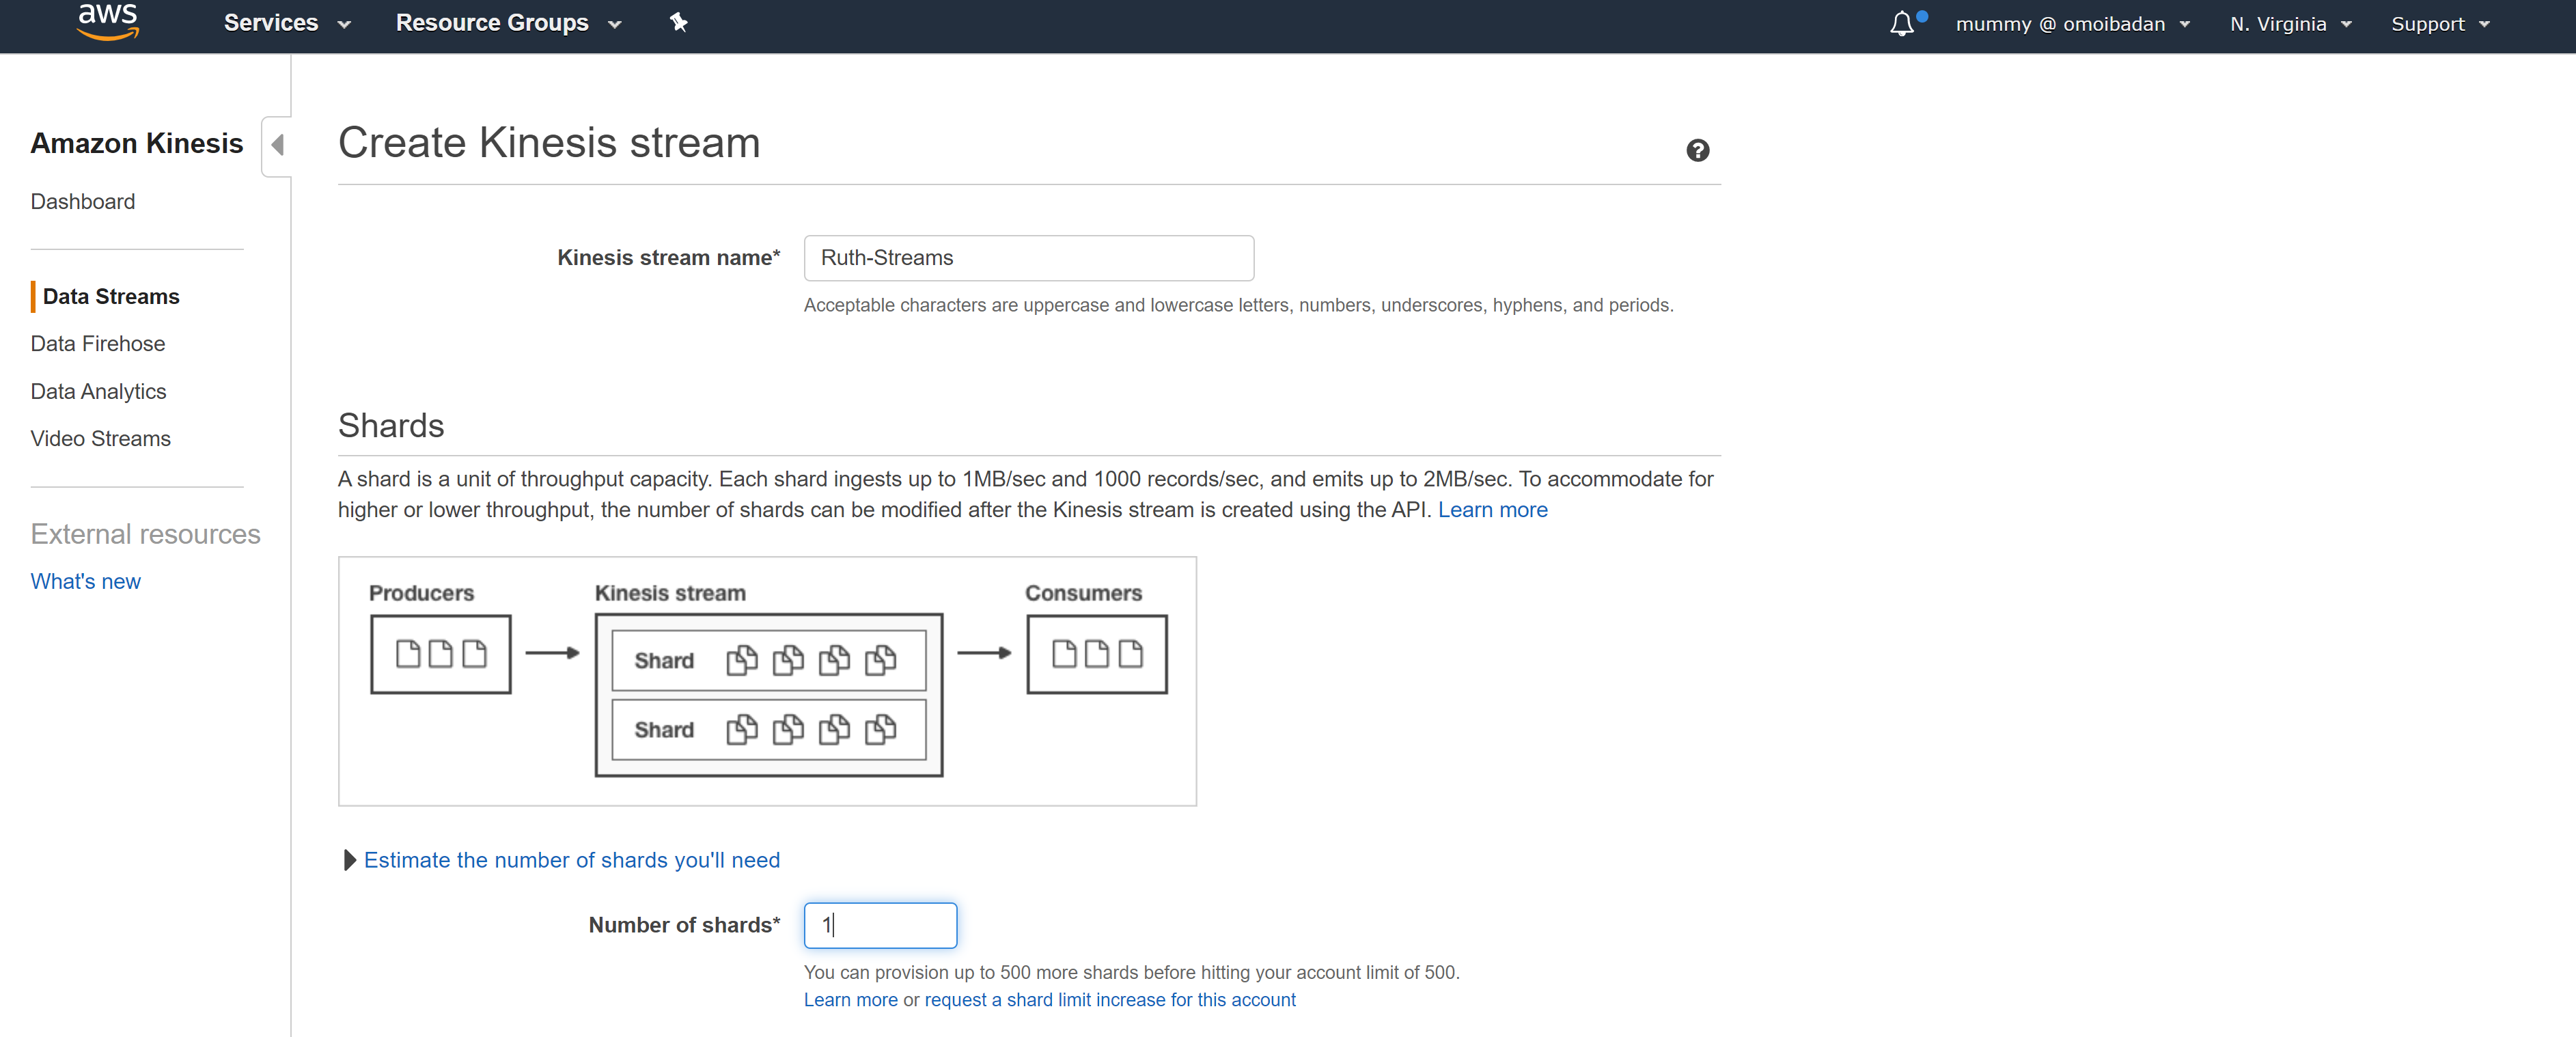 aws
Services
Resource Groups
mummy @ omoibadan
N. Virginia
Support
Amazon Kinesis
Dashboard
Data Streams
Data Firehose
Data Analytics
Video Streams
External resources
What's new
Create Kinesis stream
Kinesis stream name*
Ruth-Streams
Acceptable characters are uppercase and lowercase letters, numbers, underscores, hyphens, and periods.
Shards
A shard is a unit of throughput capacity. Each shard ingests up to 1MB/sec and 1000 records/sec, and emits up to 2MB/sec. To accommodate for
higher or lower throughput, the number of shards can be modified after the Kinesis stream is created using the API. Learn more
Producers
Kinesis stream
Consumers
Shard
Shard
Estimate the number of shards you'll need
Number of shards*
1
You can provision up to 500 more shards before hitting your account limit of 500.
Learn more or request a shard limit increase for this account